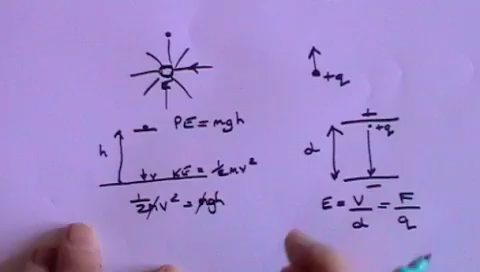 E
+q
PE = mgh
h
+
+q
d
v KE = ½mv²
−
½mv² = mgh
E = V/d = F/q